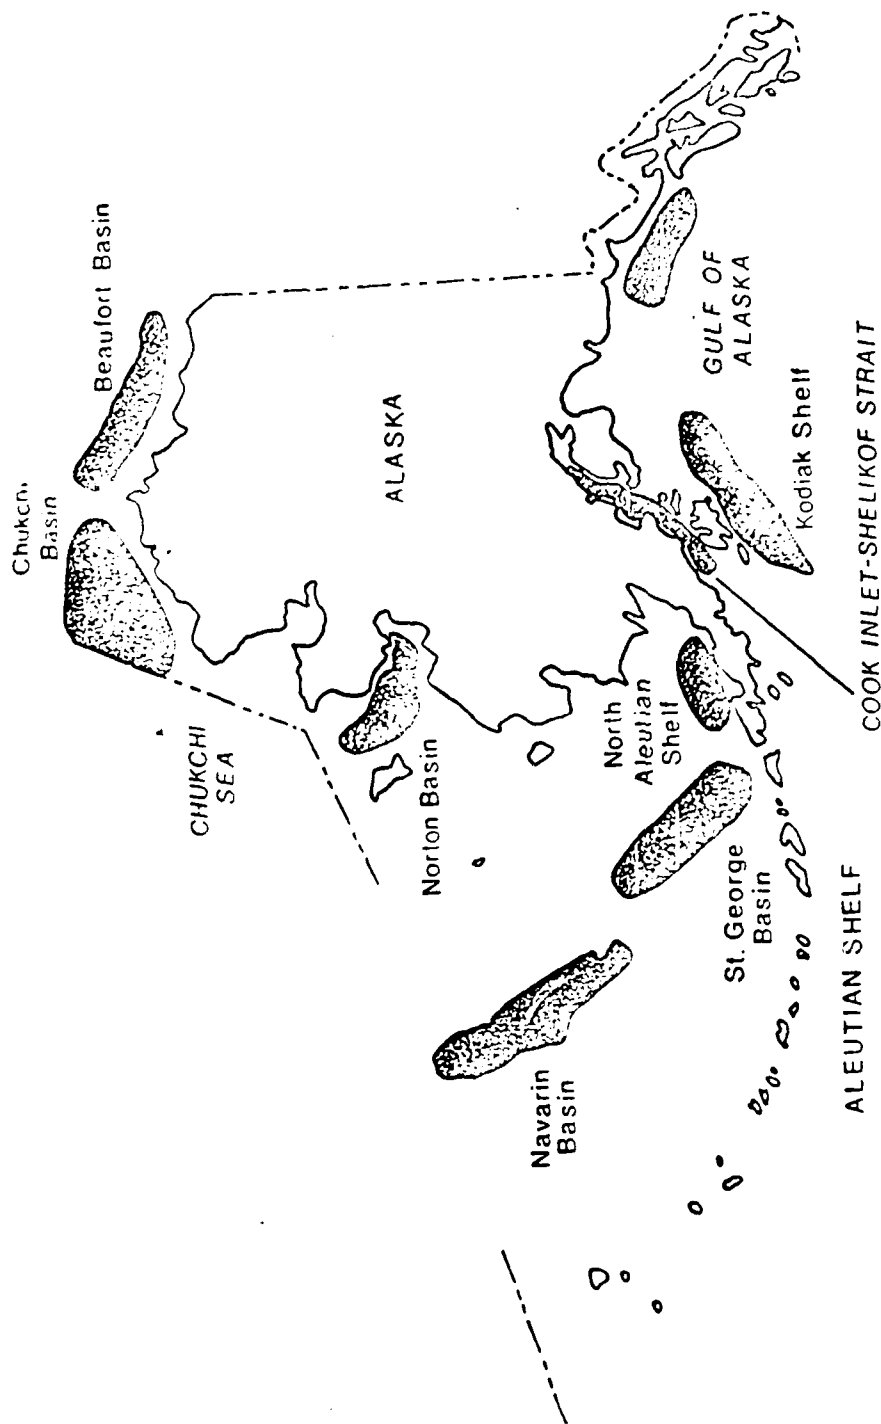 Beaufort Basin
Basin
CHUKCHI
SEA
ALASKA
Norton Basin
GULF OF
ALASKA
Kodiak Shelf
COOK INLET-SHELIKOF STRAIT
North
Aleutian
Shelf
St. George
Basin
Navarin
Basin
ALEUTIAN SHELF